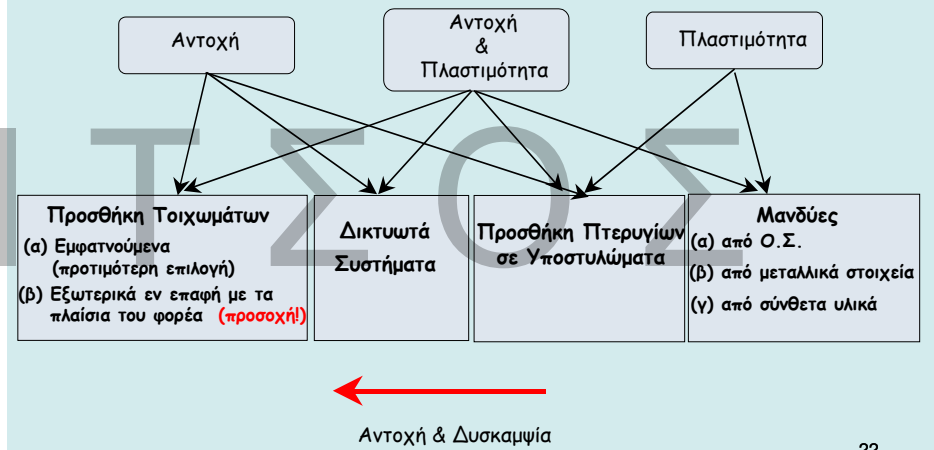 Αντοχή
Αντοχή
&
Πλαστιμότητα
Πλαστιμότητα
ΙΤΣΟΣ
Προσθήκη Τοιχωμάτων
(α) Εμφατνούμενα
(προτιμότερη επιλογή)
(β) Εξωτερικά εν επαφή με τα
πλαίσια του φορέα (προσοχή!)
Δικτυωτά
Συστήματα
Προσθήκη Πτερυγίων
σε Υποστυλώματα
Μανδύες
(α) από Ο.Σ.
(β) από μεταλλικά στοιχεία
(γ) από σύνθετα υλικά
Αντοχή & Δυσκαμψία